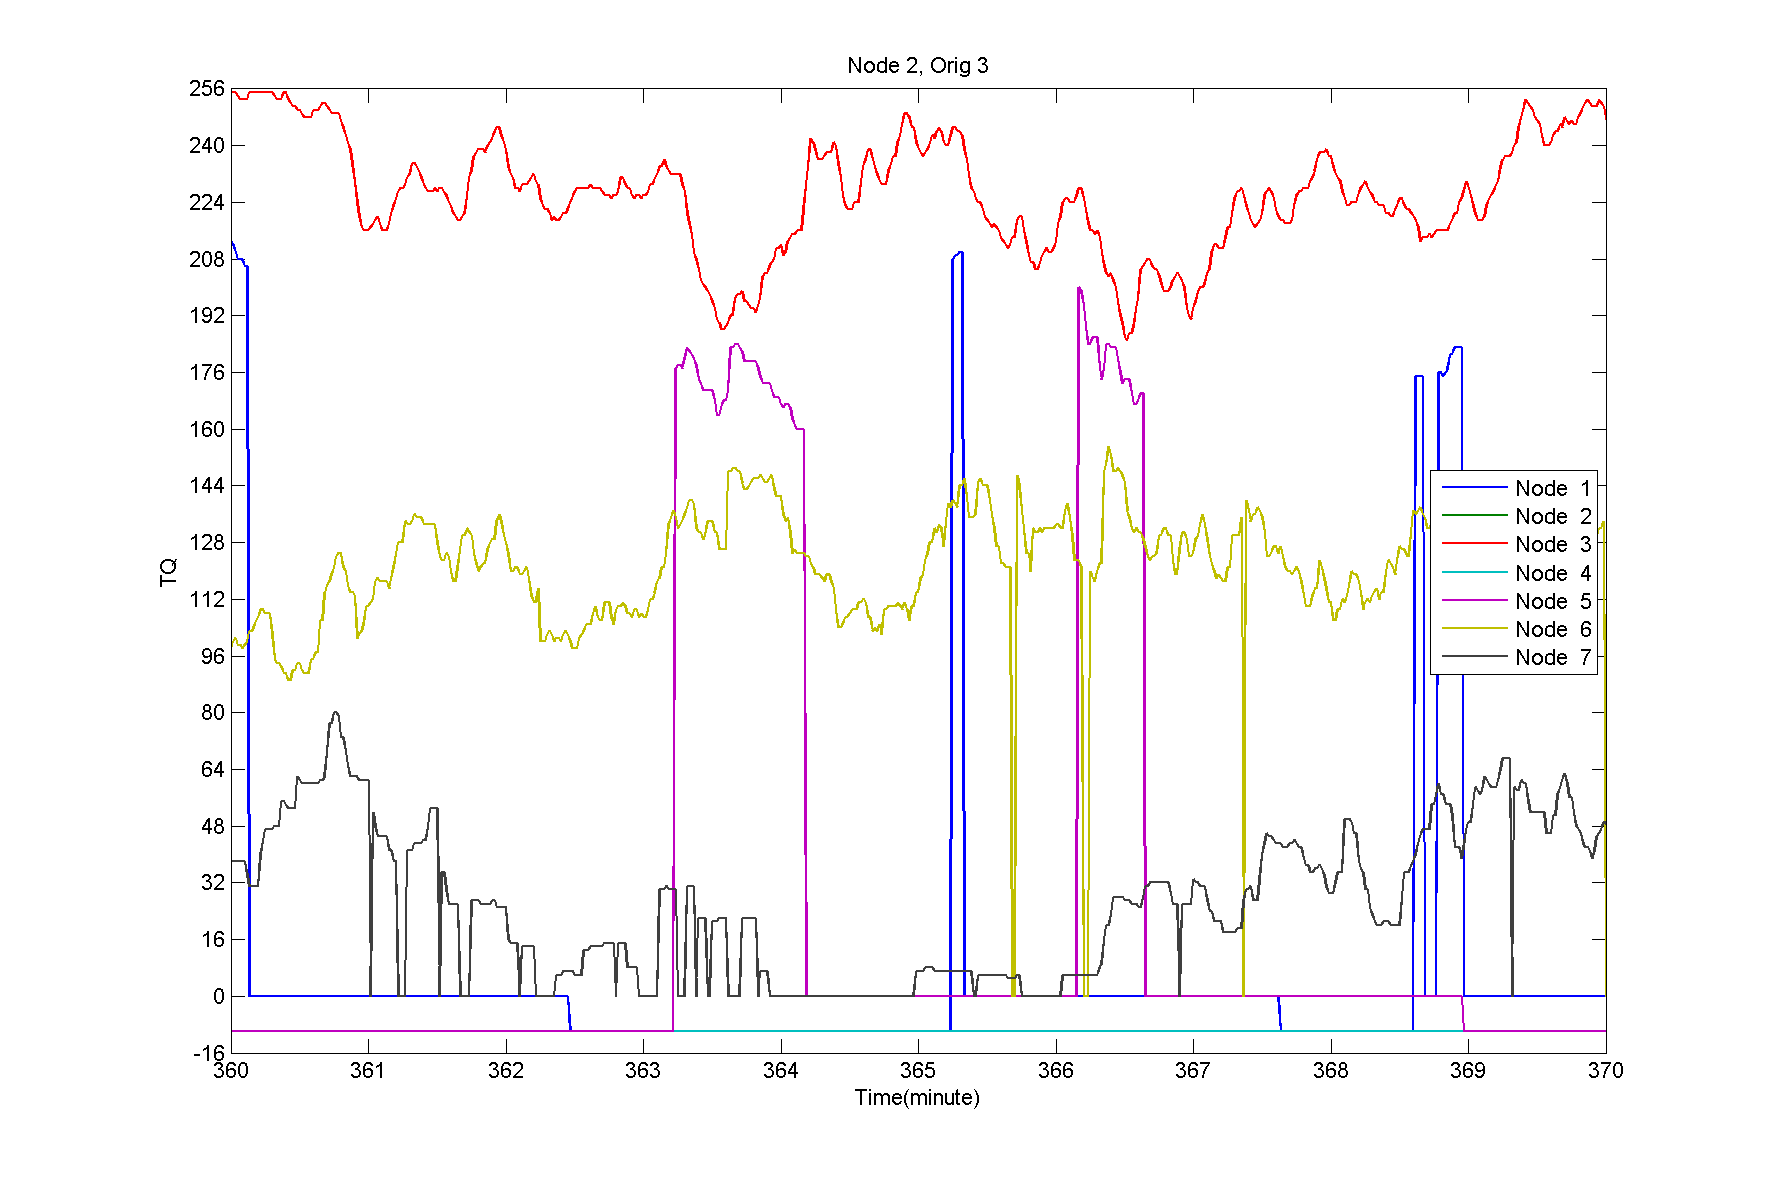 Node 2, Orig 3
256
240
224
208
192
176
160
144
128
112
96
80
64
48
32
16
0
-16
TQ
Node 1
Node 2
Node 3
Node 4
Node 5
Node 6
Node 7
360 361 362 363 364 365 366 367 368 369 370
Time(minute)